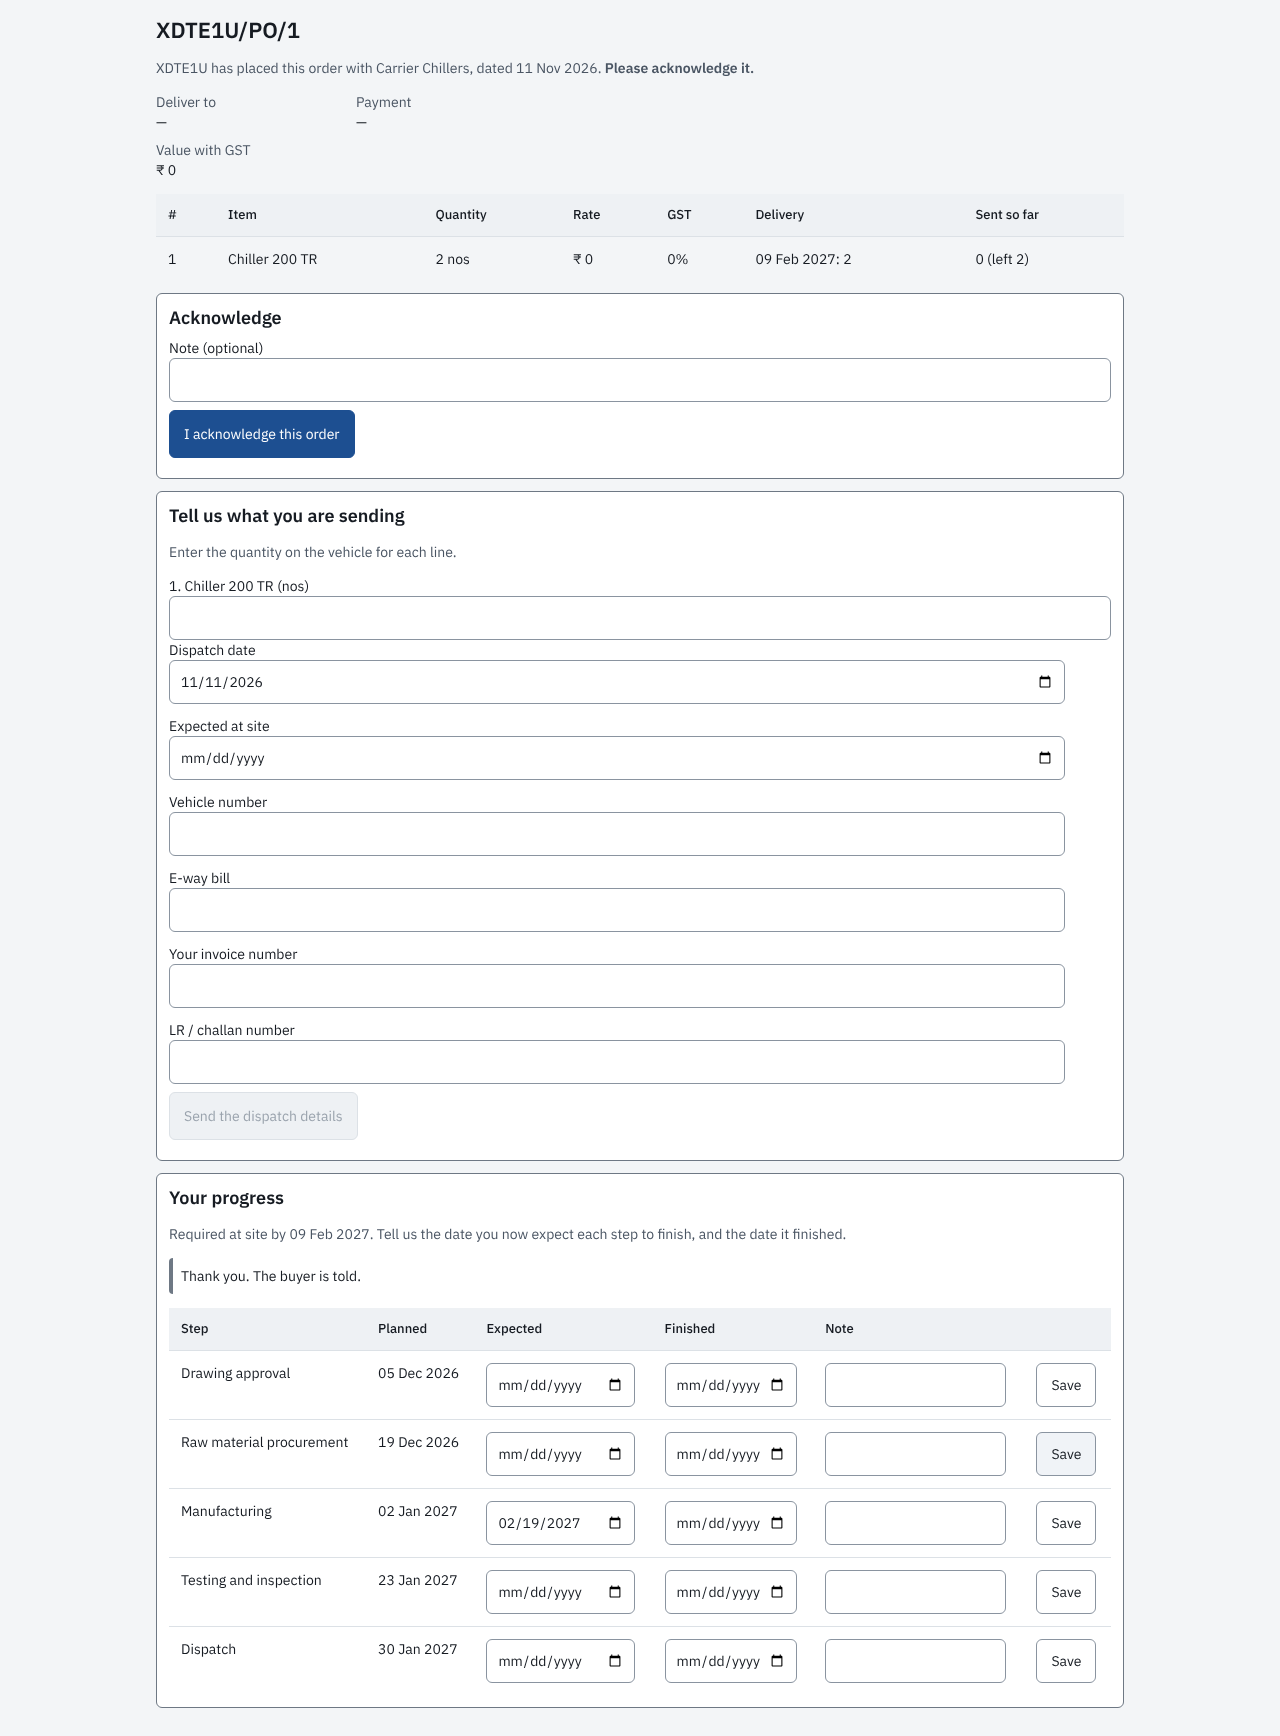 XDTE1U/PO/1
XDTE1U has placed this order with Carrier Chillers, dated 11 Nov 2026. Please acknowledge it.
Deliver to Payment
— —
Value with GST
₹ 0
# Item Quantity Rate GST Delivery Sent so far
1 Chiller 200 TR 2 nos ₹ 0 0% 09 Feb 2027: 2 0 (left 2)
Acknowledge
Note (optional)
I acknowledge this order
Tell us what you are sending
Enter the quantity on the vehicle for each line.
1. Chiller 200 TR (nos)
Dispatch date
11/11/2026
Expected at site
mm/dd/yyyy
Vehicle number
E-way bill
Your invoice number
LR / challan number
Send the dispatch details
Your progress
Required at site by 09 Feb 2027. Tell us the date you now expect each step to finish, and the date it finished.
Thank you. The buyer is told.
Step Planned Expected Finished Note
Drawing approval 05 Dec 2026 mm/dd/yyyy mm/dd/yyyy Save
Raw material procurement 19 Dec 2026 mm/dd/yyyy mm/dd/yyyy Save
Manufacturing 02 Jan 2027 02/19/2027 mm/dd/yyyy Save
Testing and inspection 23 Jan 2027 mm/dd/yyyy mm/dd/yyyy Save
Dispatch 30 Jan 2027 mm/dd/yyyy mm/dd/yyyy Save